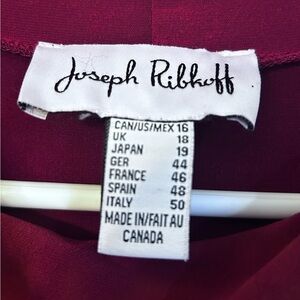 Joseph Ribkoff
CAN/US/MEX 16
UK 18
JAPAN 19
GER 44
FRANCE 46
SPAIN 48
ITALY 50
MADE IN/FAIT AU
CANADA